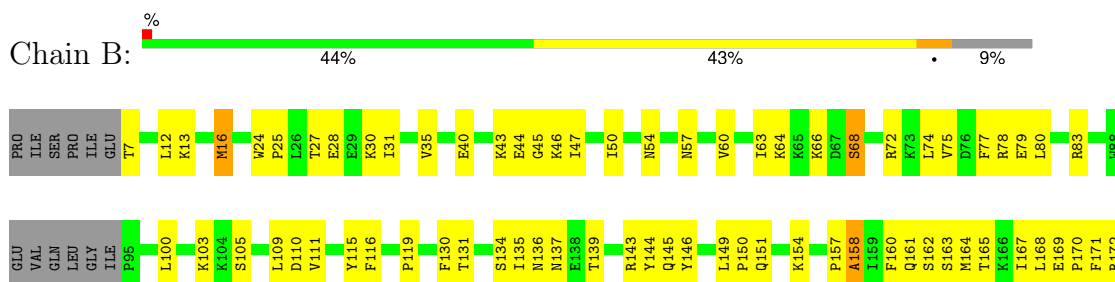 %
Chain B:
44% 43% • 9%
PRO ILE SER PRO ILE GLU T7 L12 K13 M16 W24 P25 L26 T27 E28 E29 K30 I31 V35 E40 K43 E44 G45 K46 I47 I50 N54 N57 V60 I63 K64 K65 K66 D67 S68 R72 K73 L74 V75 D76 F77 R78 E79 L80 R83 W88
GLU VAL GLN LEU GLY ILE P95 L100 K103 K104 S105 L109 D110 V111 Y115 F116 P119 F130 T131 S134 I135 N136 N137 E138 T139 R143 Y144 Q145 Y146 L149 P150 Q151 K154 P157 A158 I159 F160 Q161 S162 S163 M164 T165 K166 I167 L168 E169 P170 F171 R172